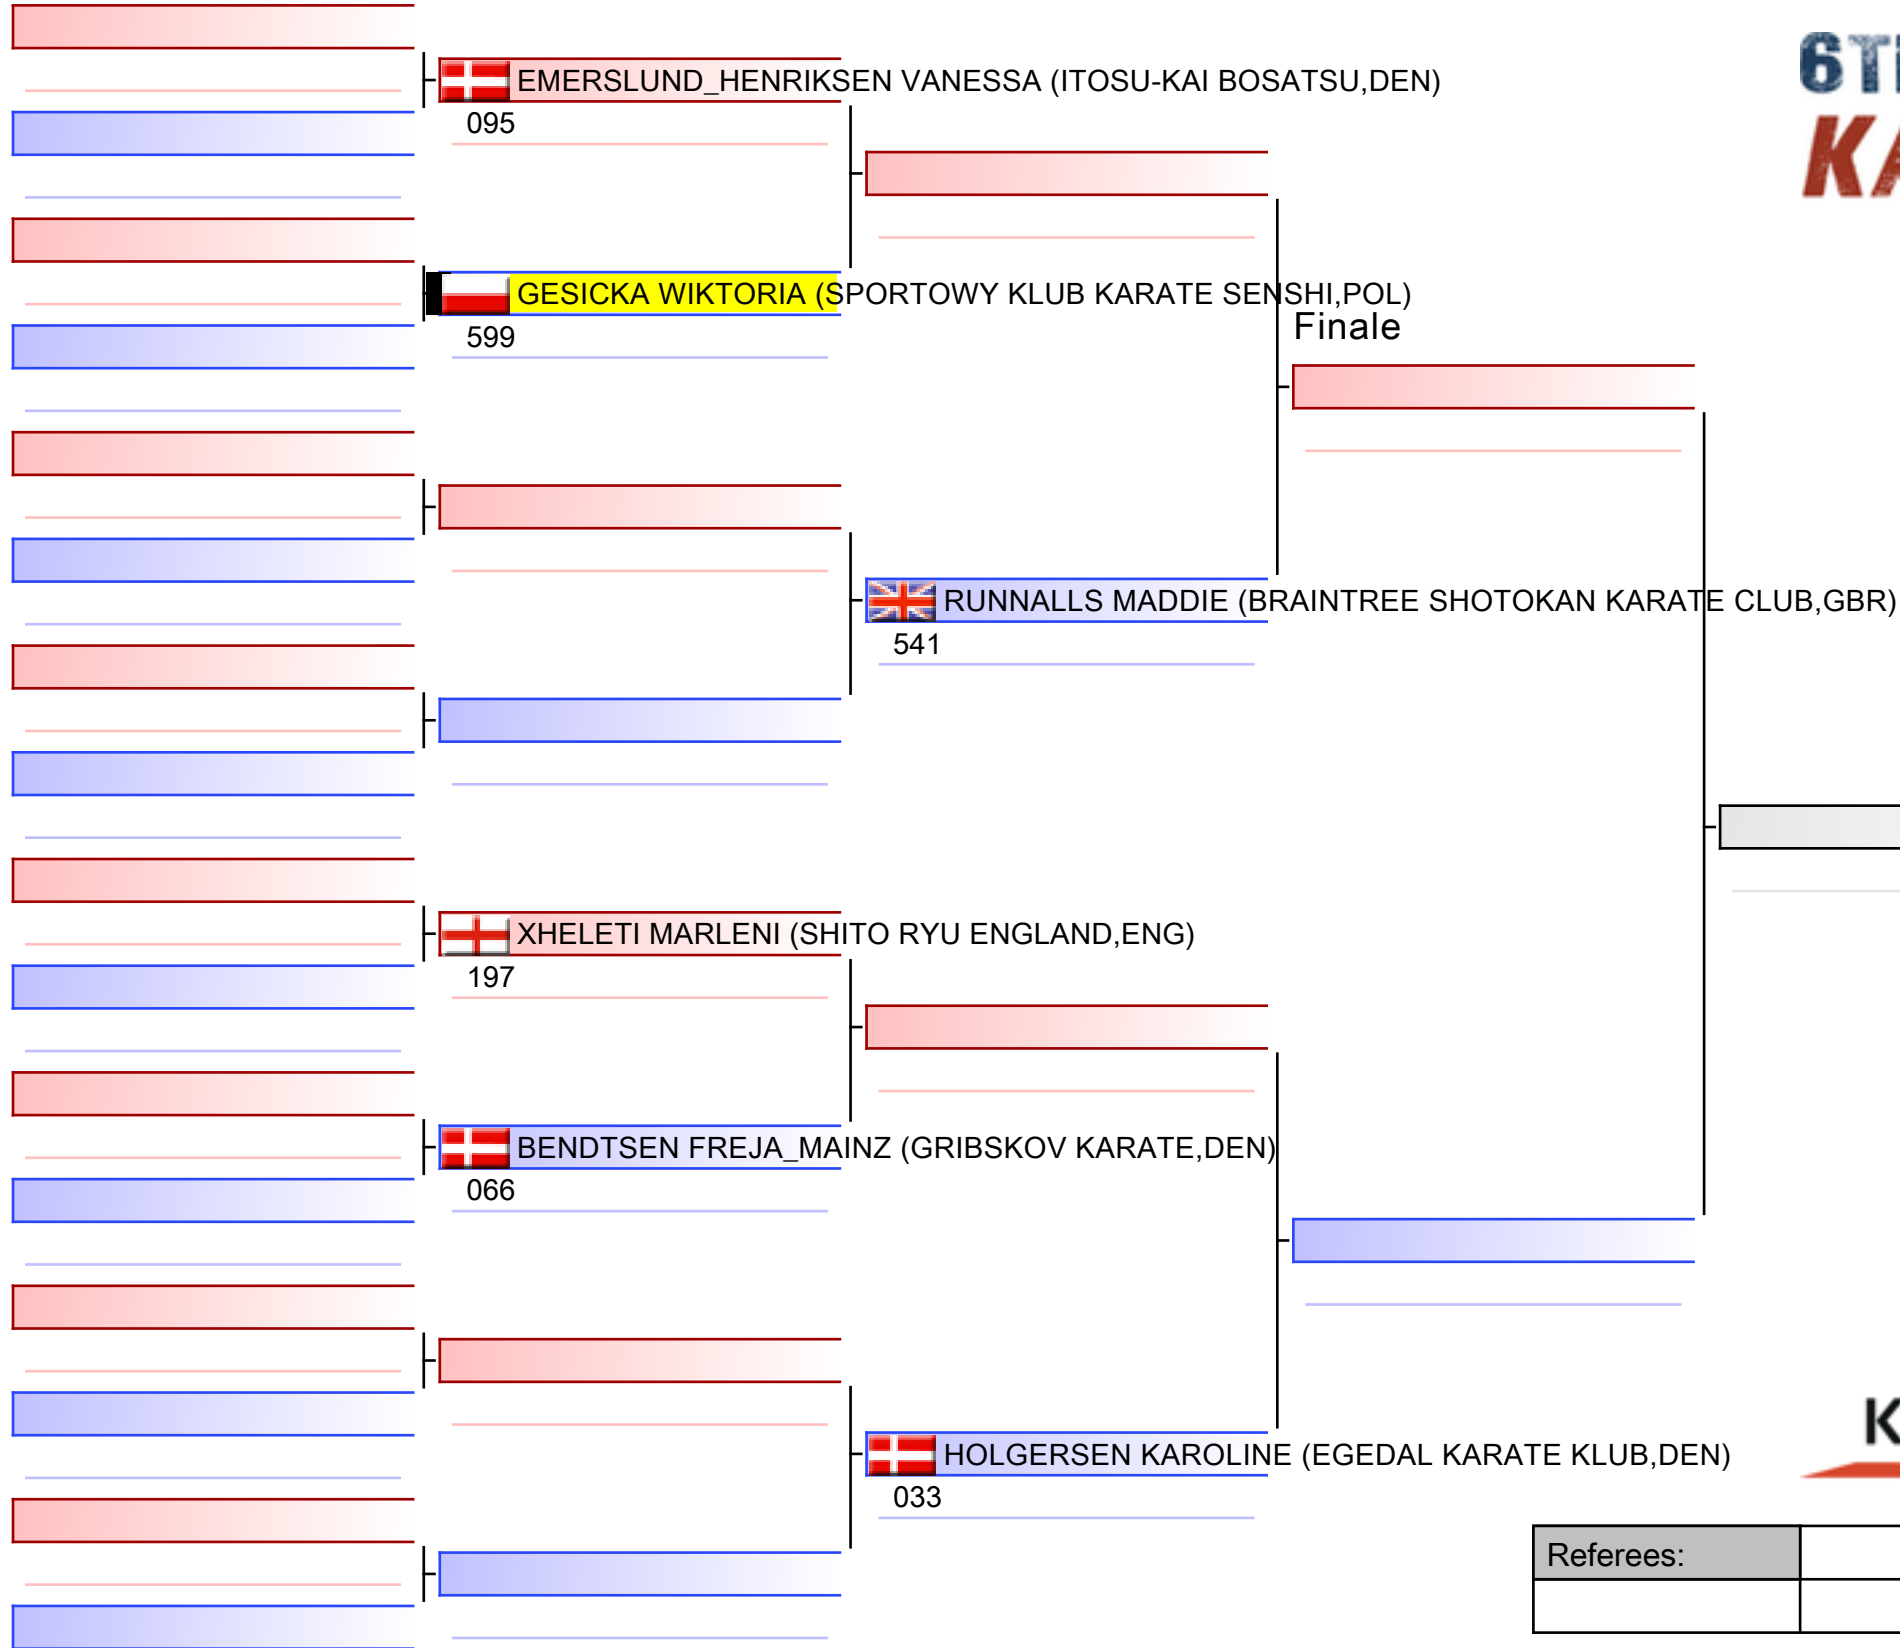 EMERSLUND_HENRIKSEN VANESSA (ITOSU-KAI BOSATSU,DEN)
095
GESICKA WIKTORIA (SPORTOWY KLUB KARATE SENSHI,POL)
599
Finale
RUNNALLS MADDIE (BRAINTREE SHOTOKAN KARATE CLUB,GBR)
541
XHELETI MARLENI (SHITO RYU ENGLAND,ENG)
197
BENDTSEN FREJA_MAINZ (GRIBSKOV KARATE,DEN)
066
HOLGERSEN KAROLINE (EGEDAL KARATE KLUB,DEN)
033
Referees: